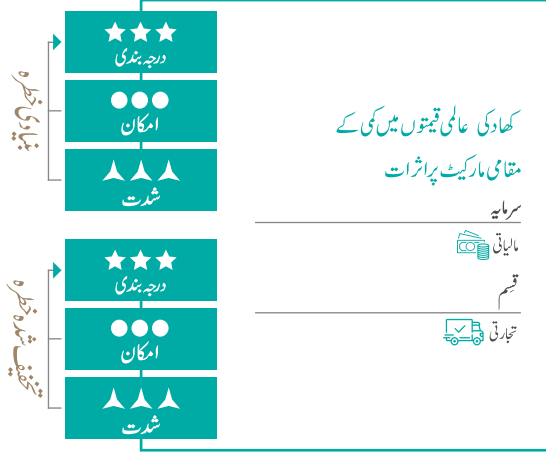 کھاد کی عالمی قیمتوں میں کمی کے
مقامی مارکیٹ پر اثرات
سرمایہ
مالیاتی
قسم
تجارتی
بنیادی خطرہ
درجہ بندی
امکان
شدت
تخفیف شدہ خطرہ
درجہ بندی
امکان
شدت